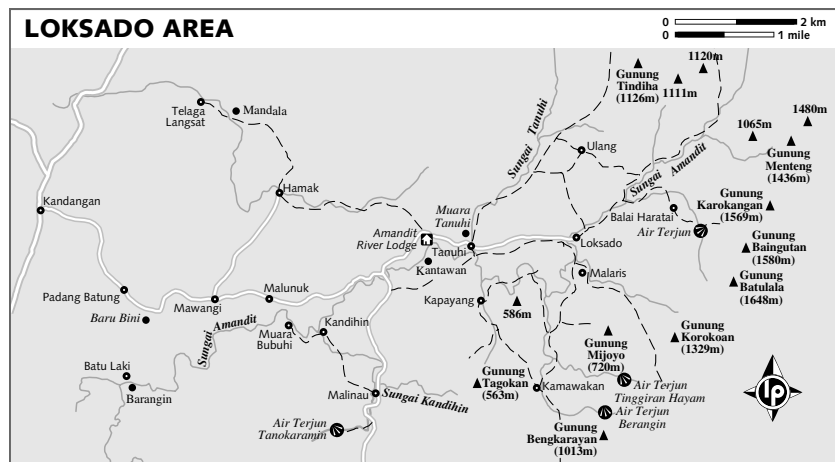 LOKSADO AREA
0 2 km
0 1 mile
1120m
Gunung
Tindiha
(1126m)
1111m
1480m
1065m
Gunung
Menteng
(1436m)
Telaga
Langsat
Mandala
Sungai Tanuhi
Ulang
Sungai Amandit
Hamak
Kandangan
Muara
Tanuhi
Balai Haratai
Gunung
Karokangan
(1569m)
Air Terjun
Amandit
River Lodge
Tanuhi
Loksado
Gunung
Baingutan
(1580m)
Kantawan
Malaris
Gunung
Batulala
(1648m)
Padang Batung
Mawangi
Malunuk
Kapayang
586m
Baru Bini
Sungai Amandit
Muara
Bubuhi
Kandihin
Gunung
Mijoyo
(720m)
Gunung
Korokoan
(1329m)
Batu Laki
Barangin
Gunung
Tagokan
(563m)
Kamawakan
Air Terjun
Tinggiran Hayam
Malinau
Sungai Kandihin
Air Terjun
Berangin
Air Terjun
Tanokaramin
Gunung
Bengkarayan
(1013m)
lp